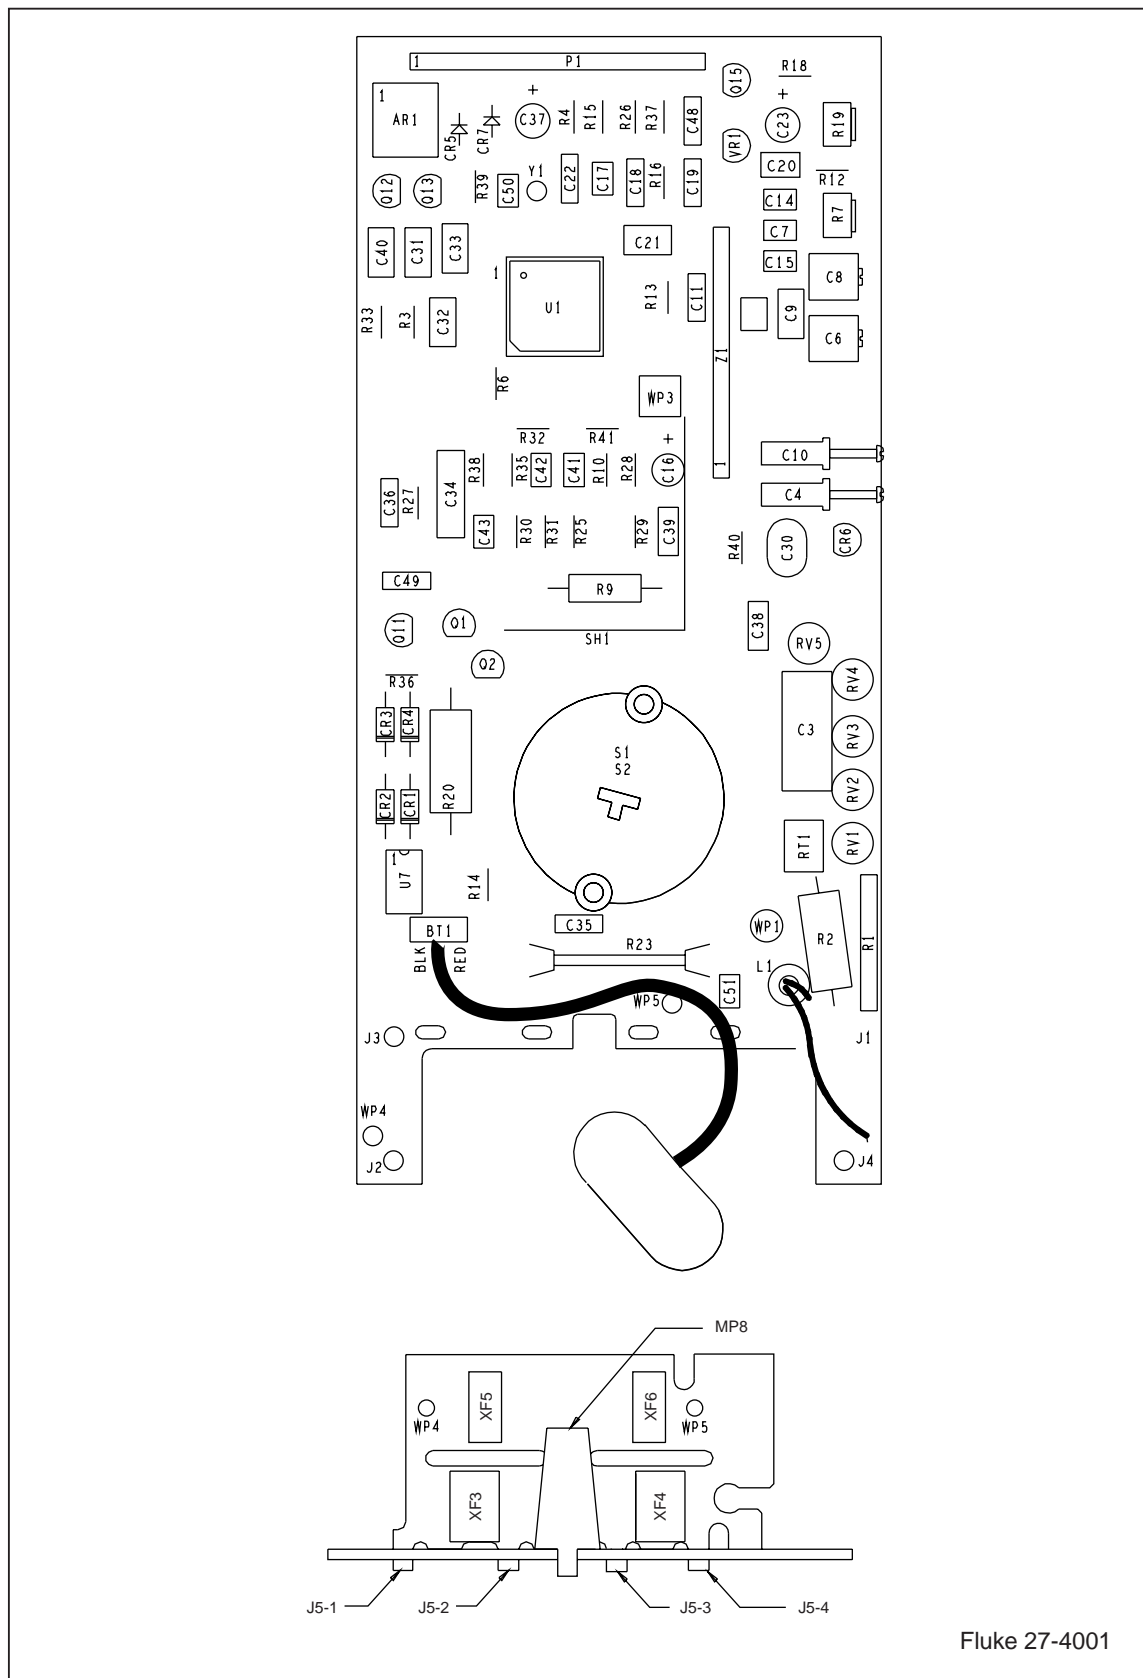 1 P1
Q15
R18
+
+
1
AR1
CR5
CR7
C37
R4
R15
R26
R37
C48
C23
R19
VR1
C20
Q12
Q13
R39
C50
Y1
C22
C17
C18
R16
C19
R12
C14
R7
C40
C31
C33
C21
C7
C15
1
U1
R13
C11
C9
C8
R33
R3
C32
C6
Z1
R6
WP3
R32
R41
+
R38
R35
C42
C41
R10
R28
C16
1
C10
C36
R27
C34
C4
C43
R30
R31
R25
R29
C39
R40
C30
CR6
C49
R9
Q11
Q1
SH1
C38
RV5
Q2
R36
RV4
CR3
CR4
C3
RV3
S1
S2
RV2
CR2
CR1
R20
RT1
RV1
1
U7
R14
BT1
C35
WP1
R2
R1
BLK
RED
R23
L1
C51
WP5
J3
J1
WP4
J2
J4
MP8
XF5
XF6
WP4
WP5
XF3
XF4
J5-1
J5-2
J5-3
J5-4
Fluke 27-4001